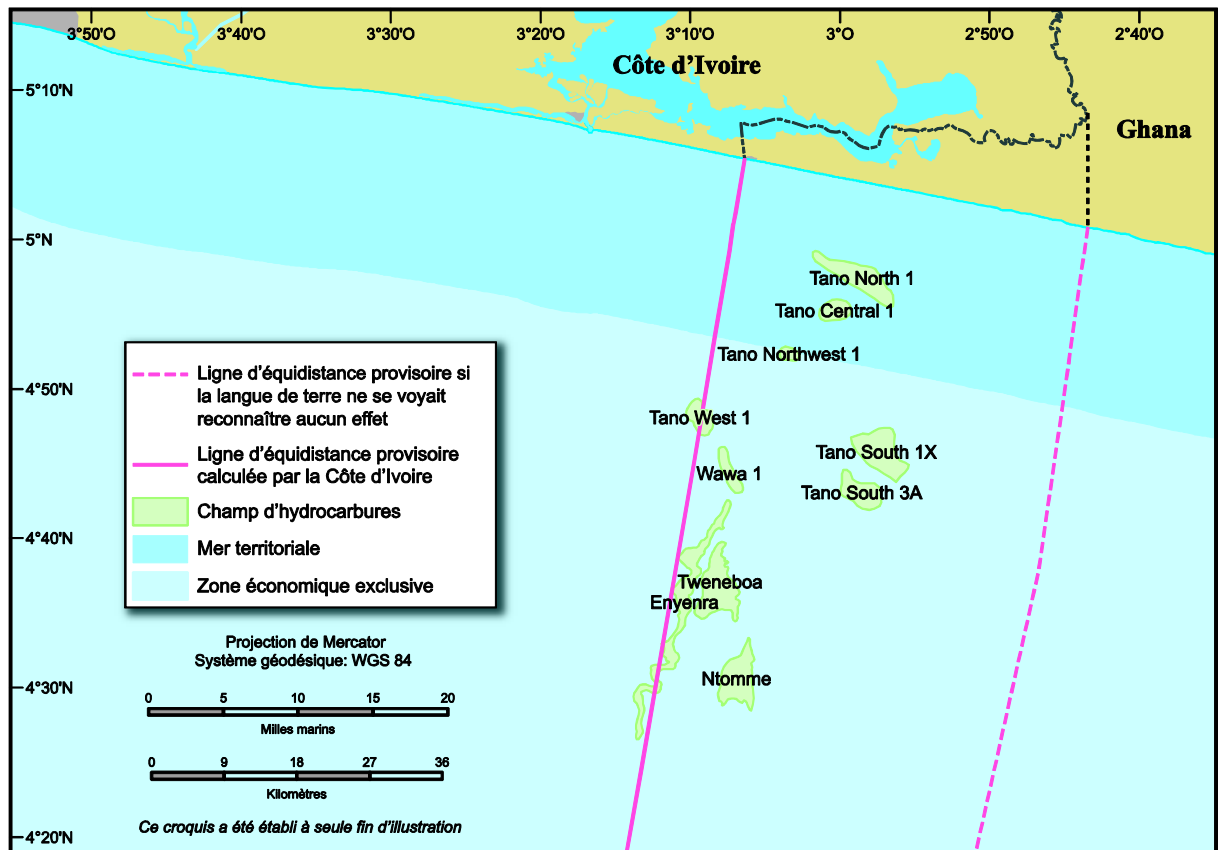 3°50'O 3°40'O 3°30'O 3°20'O 3°10'O 3°O 2°50'O 2°40'O
Côte d'Ivoire
5°10'N
Ghana
5°N
Tano North 1
Tano Central 1
Tano Northwest 1
4°50'N
Tano West 1
Tano South 1X
Wawa 1
Tano South 3A
4°40'N
Tweneboa
Enyenra
Ntomme
4°30'N
4°20'N
Ligne d'équidistance provisoire si
la langue de terre ne se voyait
reconnaître aucun effet
Ligne d'équidistance provisoire
calculée par la Côte d'Ivoire
Champ d'hydrocarbures
Mer territoriale
Zone économique exclusive
Projection de Mercator
Système géodésique: WGS 84
0 5 10 15 20
Milles marins
0 9 18 27 36
Kilomètres
Ce croquis a été établi à seule fin d'illustration